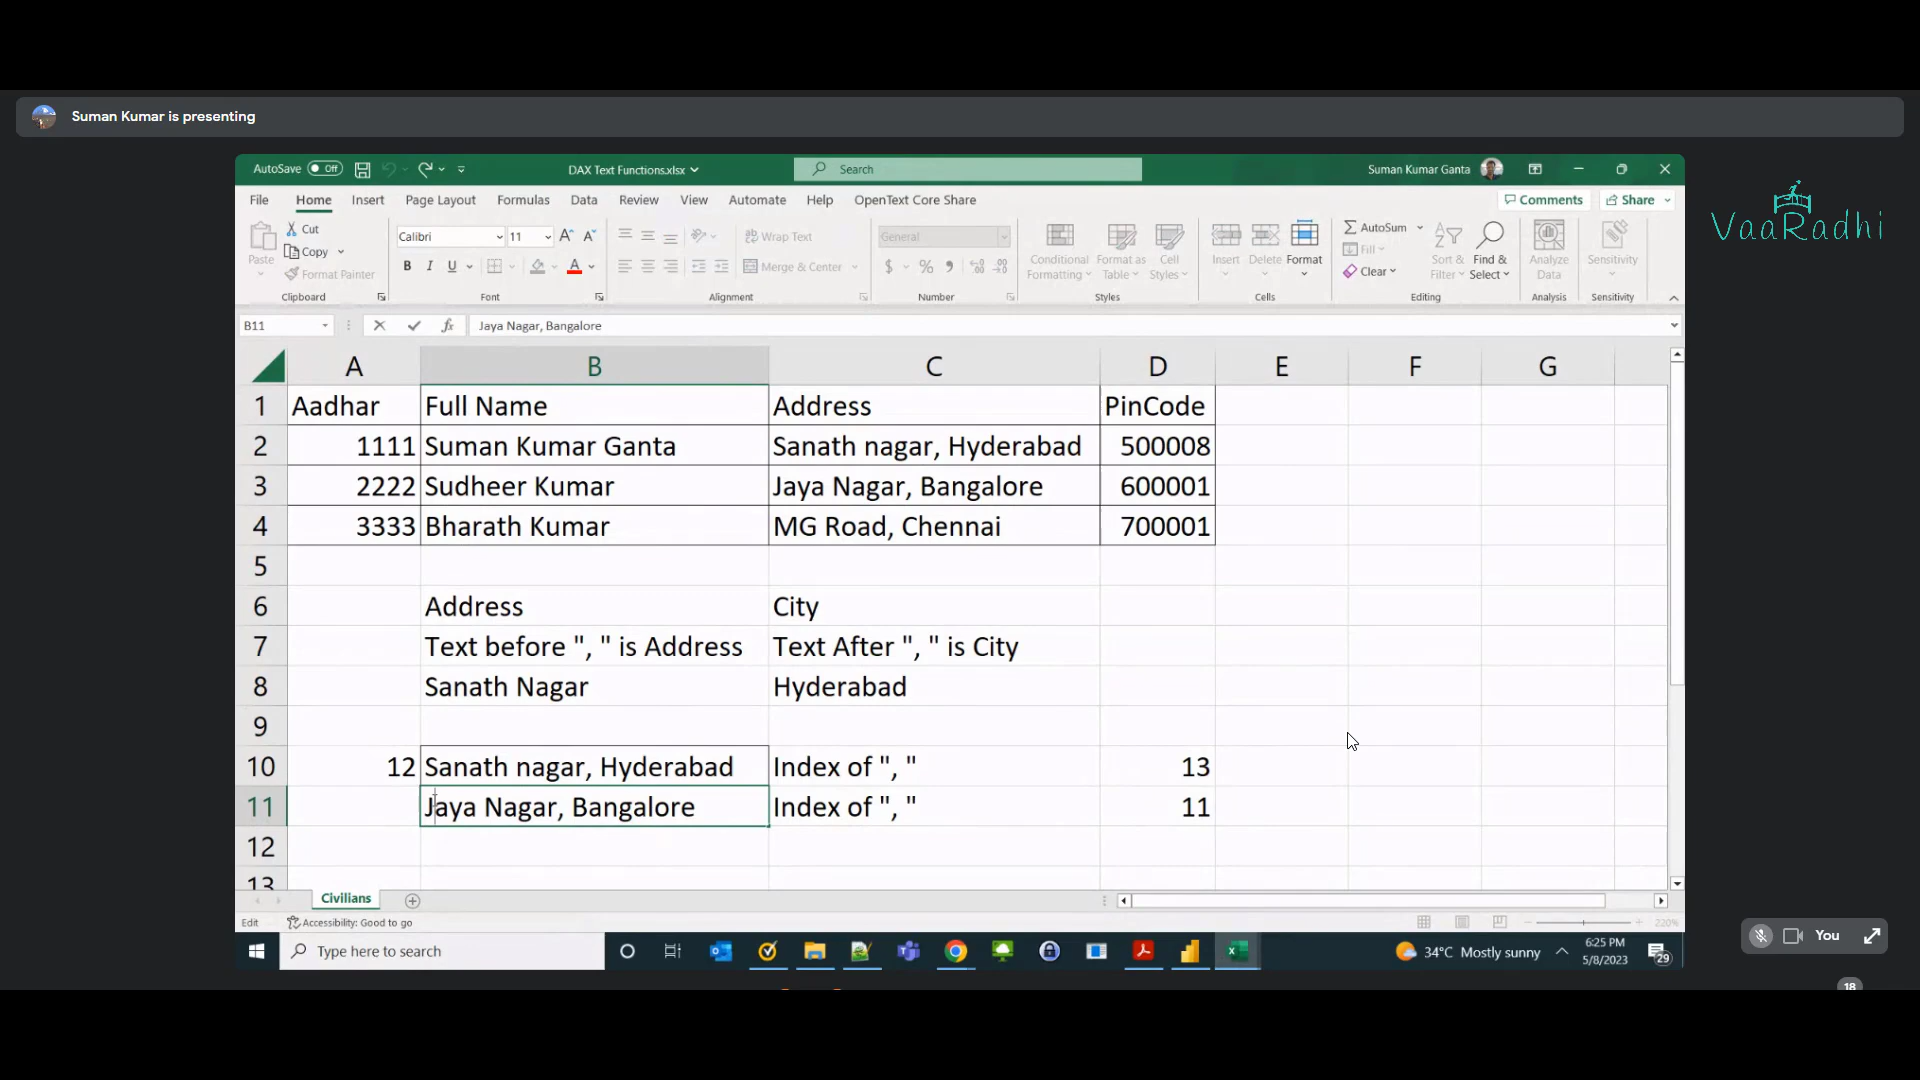 Suman Kumar is presenting
VaaRadhi
AutoSave Off DAX Text Functions.xlsx Search Suman Kumar Ganta
File Home Insert Page Layout Formulas Data Review View Automate Help OpenText Core Share Comments Share
Paste Cut Copy Format Painter Clipboard
Calibri 11 B I U A Font
Wrap Text Merge & Center Alignment
General $ % Number
Conditional Formatting Format as Table Cell Styles Styles
Insert Delete Format Cells
AutoSum Fill Clear Sort & Filter Find & Select Editing
Analyze Data Analysis
Sensitivity Sensitivity
B11 fx Jaya Nagar, Bangalore
A B C D E F G
1 Aadhar Full Name Address PinCode
2 1111 Suman Kumar Ganta Sanath nagar, Hyderabad 500008
3 2222 Sudheer Kumar Jaya Nagar, Bangalore 600001
4 3333 Bharath Kumar MG Road, Chennai 700001
5
6 Address City
7 Text before ", " is Address Text After ", " is City
8 Sanath Nagar Hyderabad
9
10 12 Sanath nagar, Hyderabad Index of ", " 13
11 Jaya Nagar, Bangalore Index of ", " 11
12
13
Civilians
Edit Accessibility: Good to go 220%
Type here to search 34°C Mostly sunny 6:25 PM
5/8/2023 29
You
18